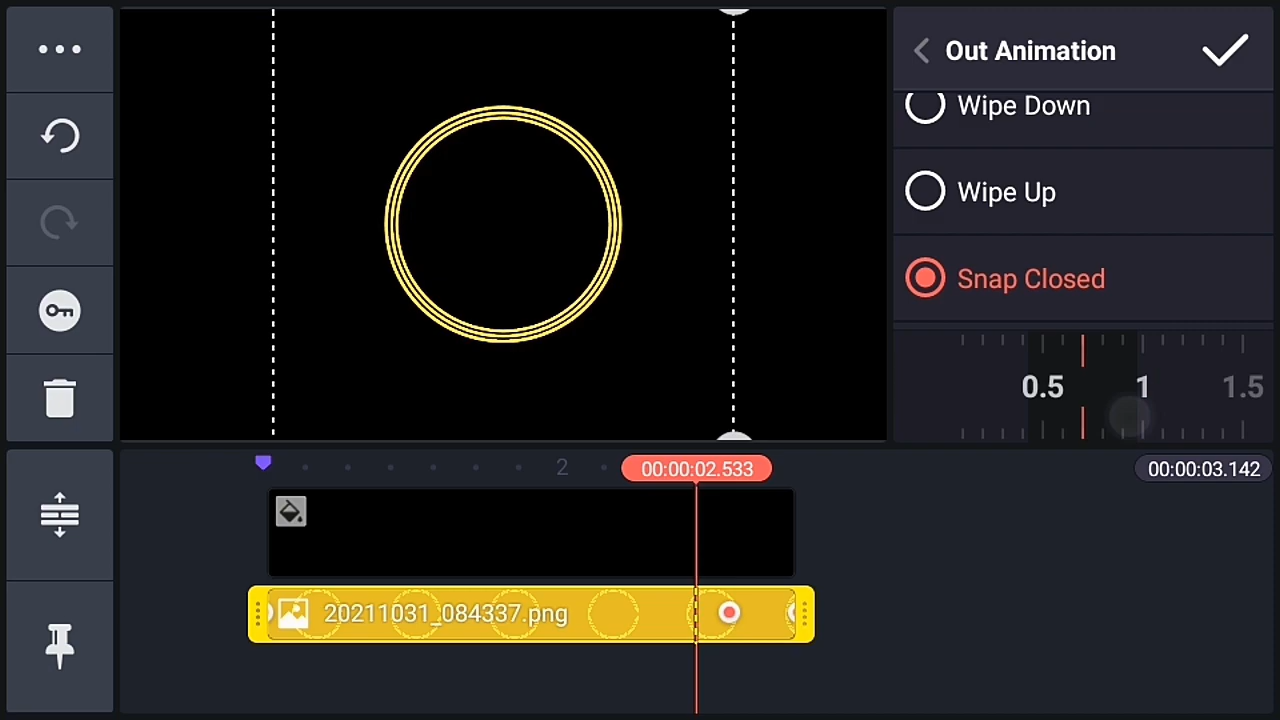 Out Animation
Wipe Down
Wipe Up
Snap Closed
0.5 1 1.5
2 00:00:02.533 00:00:03.142
20211031_084337.png